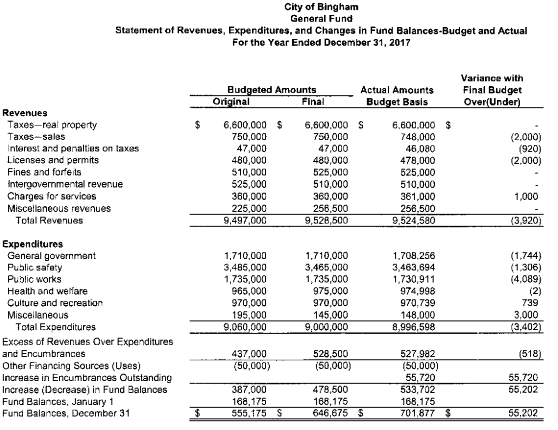 City of Bingham
General Fund
Statement of Revenues, Expenditures, and Changes in Fund Balances-Budget and Actual
For the Year Ended December 31, 2017
Variance with
Budgeted Amounts Actual Amounts Final Budget
Original Final Budget Basis Over(Under)
Revenues
Taxes—real property $ 6,600,000 $ 6,600,000 $ 6,600,000 $ -
Taxes—sales 750,000 750,000 748,000 (2,000)
Interest and penalties on taxes 47,000 47,000 46,080 (920)
Licenses and permits 480,000 480,000 478,000 (2,000)
Fines and forfeits 510,000 525,000 525,000 -
Intergovernmental revenue 525,000 510,000 510,000 -
Charges for services 360,000 360,000 361,000 1,000
Miscellaneous revenues 225,000 256,500 256,500 -
Total Revenues 9,497,000 9,528,500 9,524,580 (3,920)
Expenditures
General government 1,710,000 1,710,000 1,708,256 (1,744)
Public safety 3,485,000 3,465,000 3,463,694 (1,306)
Public works 1,735,000 1,735,000 1,730,911 (4,089)
Health and welfare 965,000 975,000 974,998 (2)
Culture and recreation 970,000 970,000 970,739 739
Miscellaneous 195,000 145,000 148,000 3,000
Total Expenditures 9,060,000 9,000,000 8,996,598 (3,402)
Excess of Revenues Over Expenditures
and Encumbrances 437,000 528,500 527,982 (518)
Other Financing Sources (Uses) (50,000) (50,000) (50,000)
Increase in Encumbrances Outstanding 55,720 55,720
Increase (Decrease) in Fund Balances 387,000 478,500 533,702 55,202
Fund Balances, January 1 168,175 168,175 168,175
Fund Balances, December 31 $ 555,175 $ 646,675 $ 701,877 $ 55,202